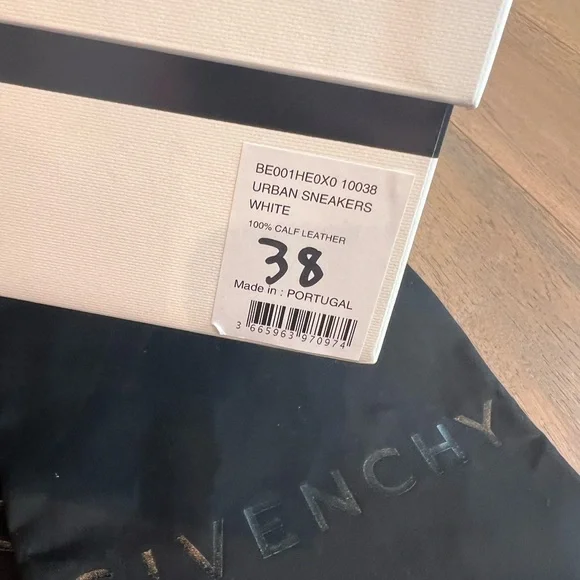 BE001HE0X0 10038
URBAN SNEAKERS
WHITE
100% CALF LEATHER
38
Made in : PORTUGAL
3 665963 970974
GIVENCHY